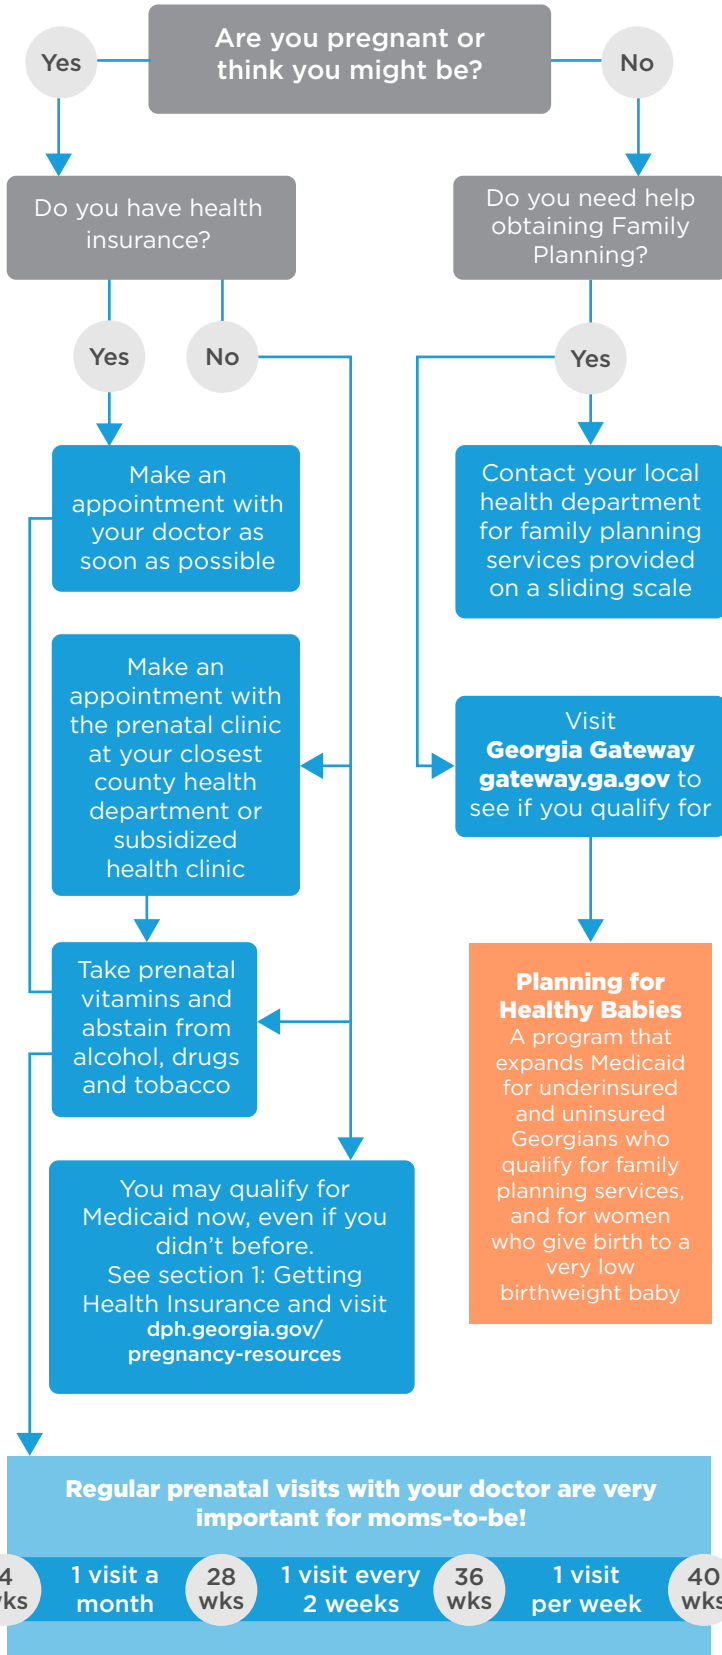 Are you pregnant or
think you might be?
Yes
No
Do you have health
insurance?
Do you need help
obtaining Family
Planning?
Yes
No
Yes
Make an
appointment with
your doctor as
soon as possible
Contact your local
health department
for family planning
services provided
on a sliding scale
Make an
appointment with
the prenatal clinic
at your closest
county health
department or
subsidized
health clinic
Visit
Georgia Gateway
gateway.ga.gov to
see if you qualify for
Take prenatal
vitamins and
abstain from
alcohol, drugs
and tobacco
Planning for
Healthy Babies
A program that
expands Medicaid
for underinsured
and uninsured
Georgians who
qualify for family
planning services,
and for women
who give birth to a
very low
birthweight baby
You may qualify for
Medicaid now, even if you
didn't before.
See section 1: Getting
Health Insurance and visit
dph.georgia.gov/
pregnancy-resources
Regular prenatal visits with your doctor are very
important for moms-to-be!
4
ks
1 visit a
month
28
wks
1 visit every
2 weeks
36
wks
1 visit
per week
40
wks